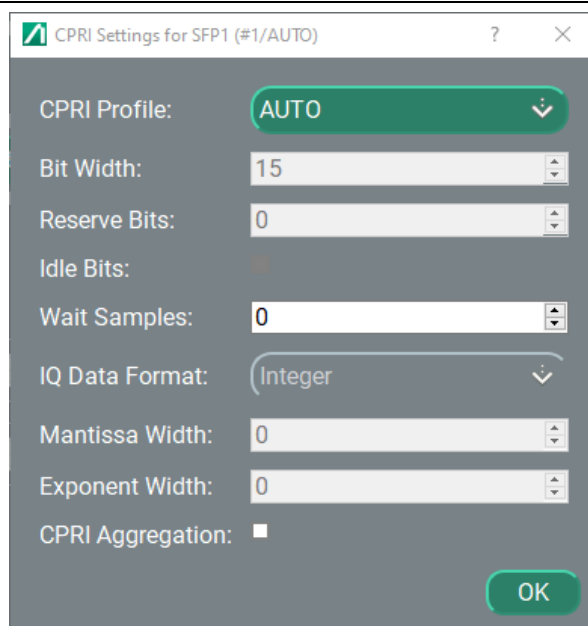 CPRI Settings for SFP1 (#1/AUTO) ?
CPRI Profile: AUTO
Bit Width: 15
Reserve Bits: 0
Idle Bits:
Wait Samples: 0
IQ Data Format: Integer
Mantissa Width: 0
Exponent Width: 0
CPRI Aggregation:
OK